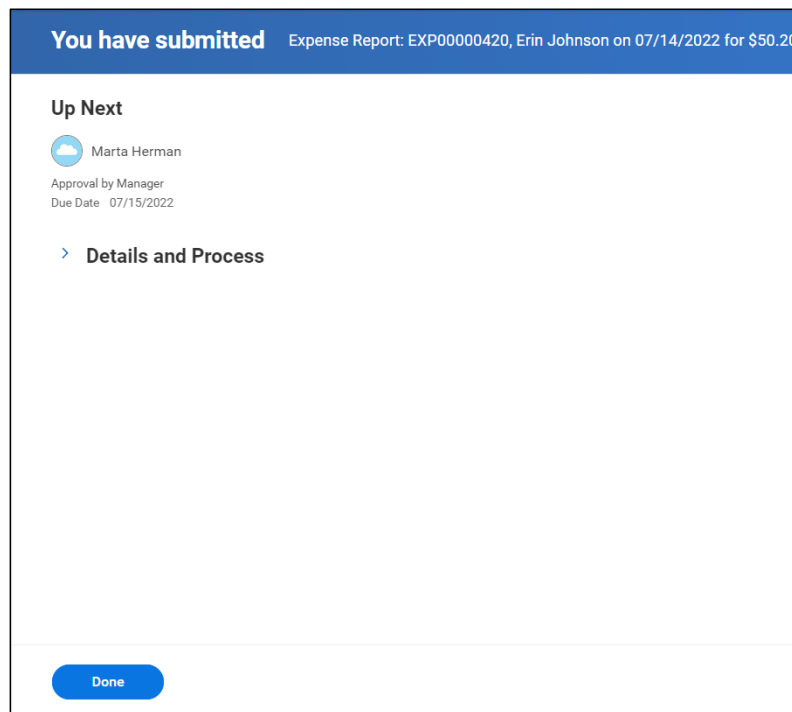 You have submitted Expense Report: EXP00000420, Erin Johnson on 07/14/2022 for $50.20
Up Next
Marta Herman
Approval by Manager
Due Date 07/15/2022
Details and Process
Done